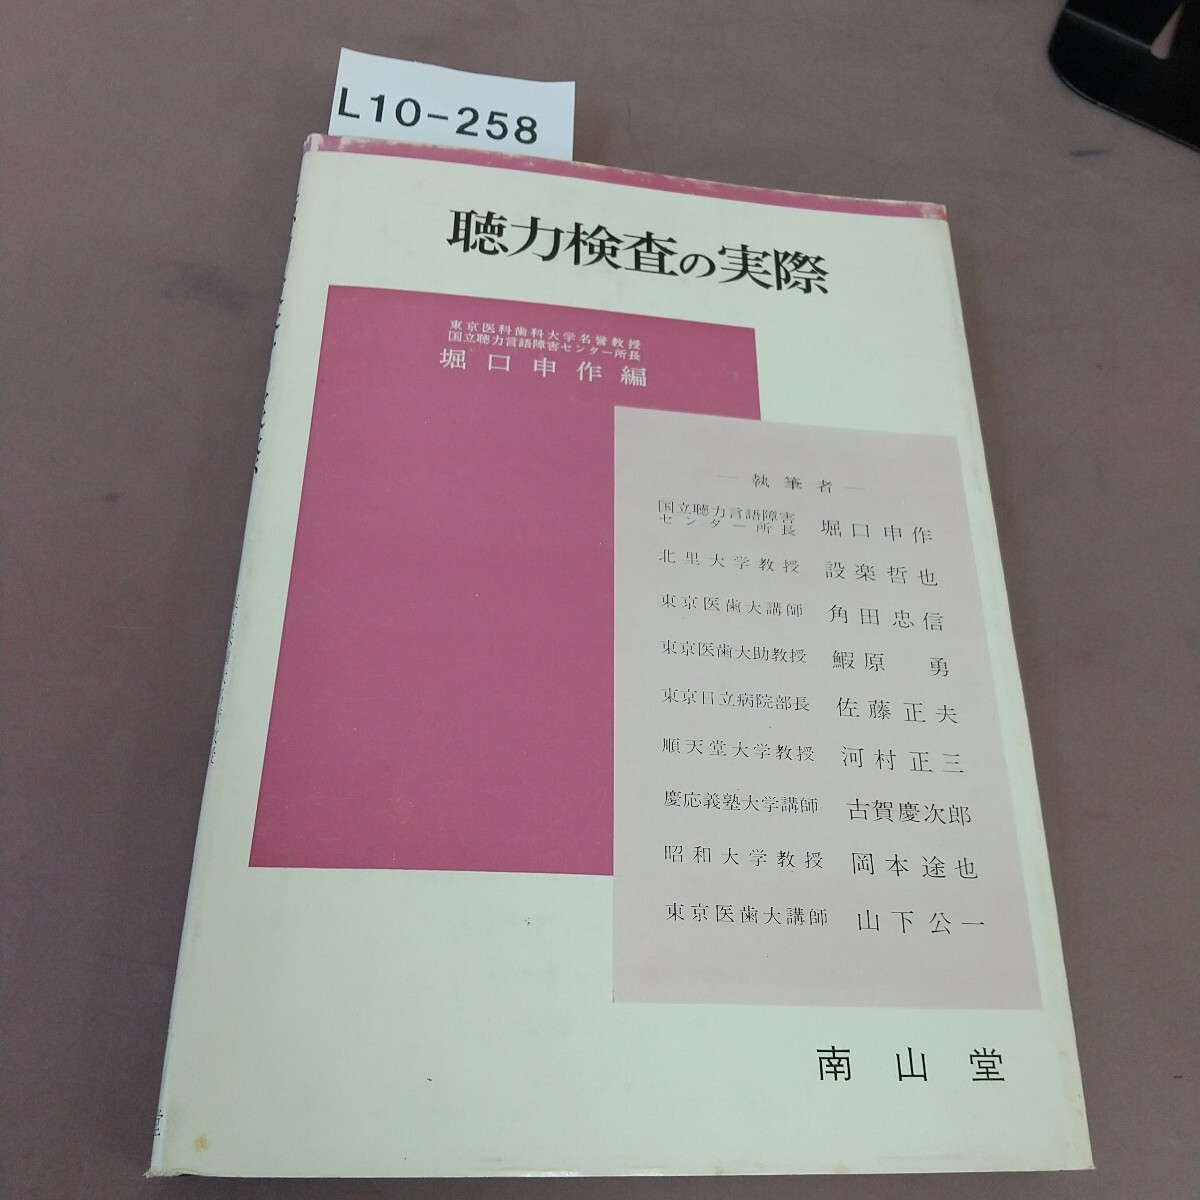 L10-258
聴力検査の実際
東京医科歯科大学名誉教授
国立聴力言語障害センター所長
堀口申作編
―執筆者―
国立聴力言語障害
センター所長 堀口申作
北里大学教授 設楽哲也
東京医歯大講師 角田忠信
東京医歯大助教授 鰕原 勇
東京日立病院部長 佐藤正夫
順天堂大学教授 河村正三
慶応義塾大学講師 古賀慶次郎
昭和大学教授 岡本途也
東京医歯大講師 山下公一
南山堂